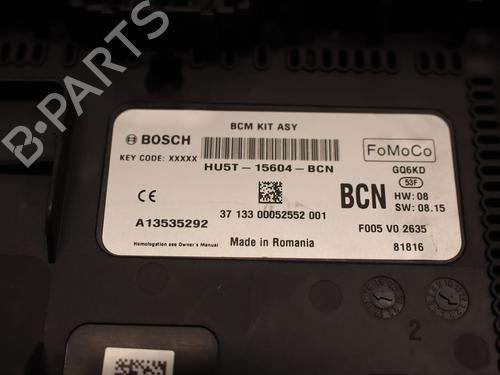 BCM KIT ASY
BOSCH
KEY CODE: XXXXX
HU5T-15604-BCN
FoMoCo
GQ6KD
53F
BCN
HW: 08
SW: 08.15
A13535292
37 133 00052552 001
F005 V0 2635
Homologation see Owner's Manual
Made in Romania
81816
2
B-PARTS